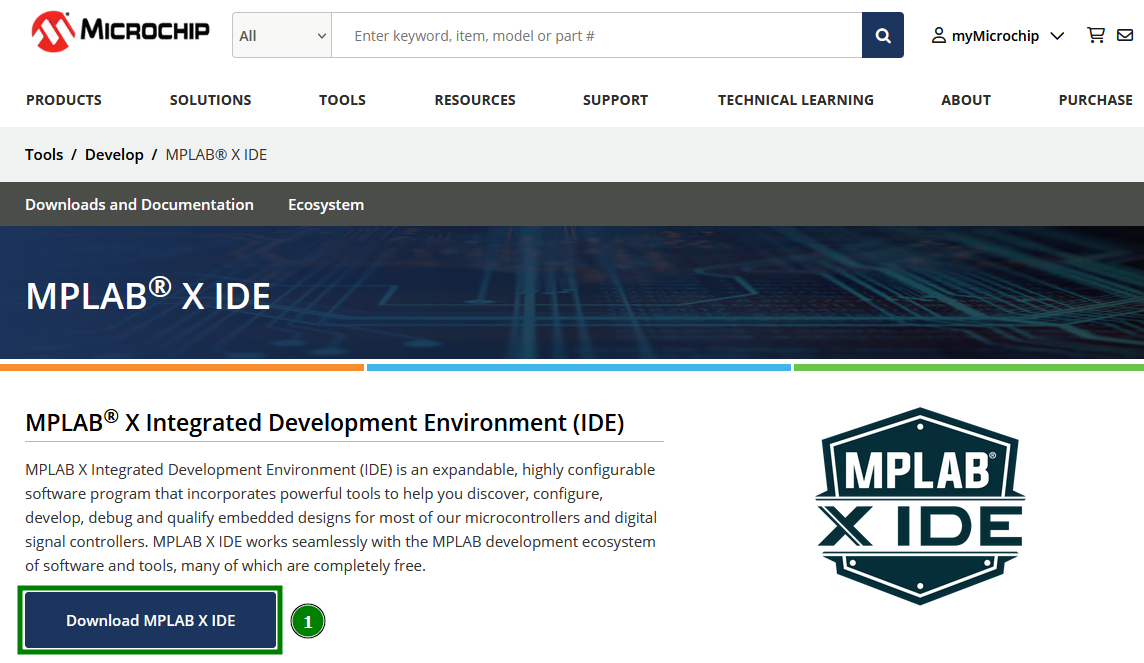 MICROCHIP
All
Enter keyword, item, model or part #
myMicrochip
PRODUCTS SOLUTIONS TOOLS RESOURCES SUPPORT TECHNICAL LEARNING ABOUT PURCHASE
Tools / Develop / MPLAB® X IDE
Downloads and Documentation Ecosystem
MPLAB® X IDE
MPLAB® X Integrated Development Environment (IDE)
MPLAB X Integrated Development Environment (IDE) is an expandable, highly configurable
software program that incorporates powerful tools to help you discover, configure,
develop, debug and qualify embedded designs for most of our microcontrollers and digital
signal controllers. MPLAB X IDE works seamlessly with the MPLAB development ecosystem
of software and tools, many of which are completely free.
Download MPLAB X IDE
1
MPLAB®
X IDE